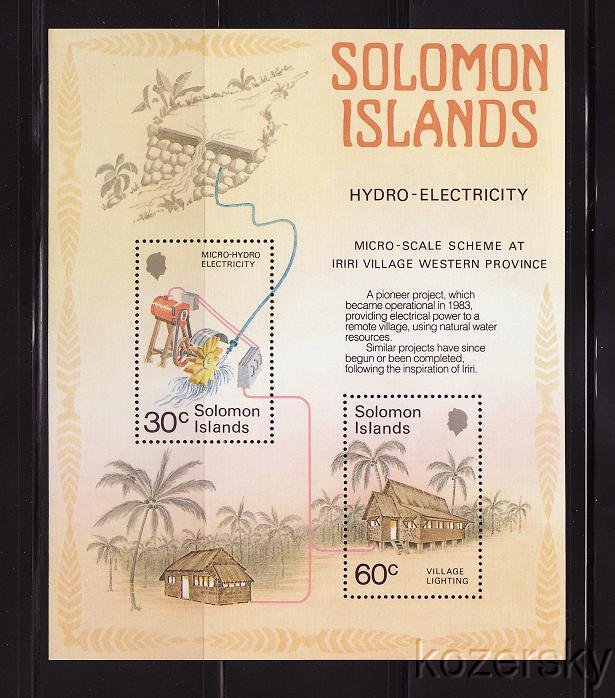 SOLOMON
ISLANDS
HYDRO-ELECTRICITY
MICRO-SCALE SCHEME AT
IRIRI VILLAGE WESTERN PROVINCE
A pioneer project, which
became operational in 1983,
providing electrical power to a
remote village, using natural water
resources.
Similar projects have since
begun or been completed,
following the inspiration of Iriri.
MICRO-HYDRO
ELECTRICITY
30c Solomon
Islands
Solomon
Islands
60c VILLAGE
LIGHTING
kozersky